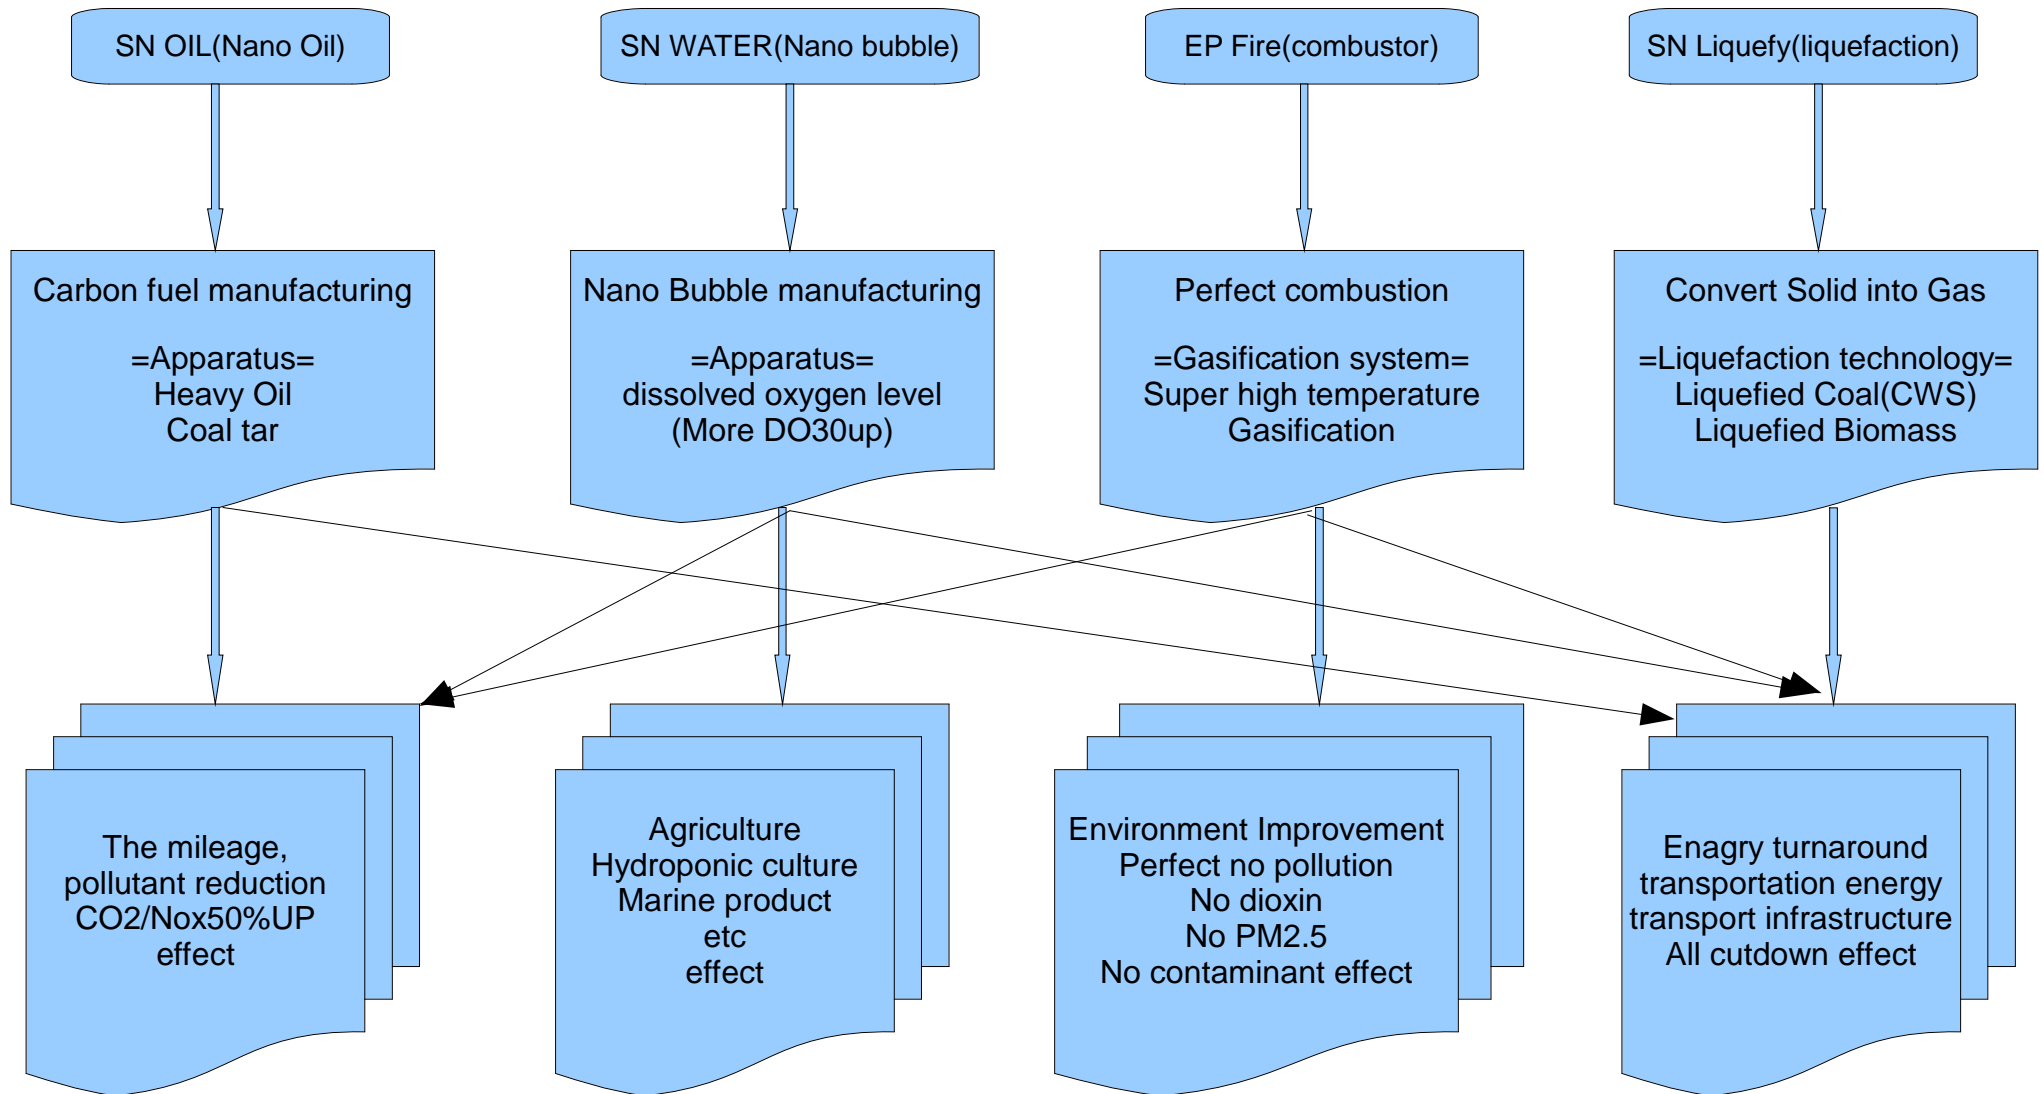 SN OIL(Nano Oil)
SN WATER(Nano bubble)
EP Fire(combustor)
SN Liquefy(liquefaction)
Carbon fuel manufacturing
=Apparatus=
Heavy Oil
Coal tar
Nano Bubble manufacturing
=Apparatus=
dissolved oxygen level
(More DO30up)
Perfect combustion
=Gasification system=
Super high temperature
Gasification
Convert Solid into Gas
=Liquefaction technology=
Liquefied Coal(CWS)
Liquefied Biomass
The mileage,
pollutant reduction
CO2/Nox50%UP
effect
Agriculture
Hydroponic culture
Marine product
etc
effect
Environment Improvement
Perfect no pollution
No dioxin
No PM2.5
No contaminant effect
Enagry turnaround
transportation energy
transport infrastructure
All cutdown effect